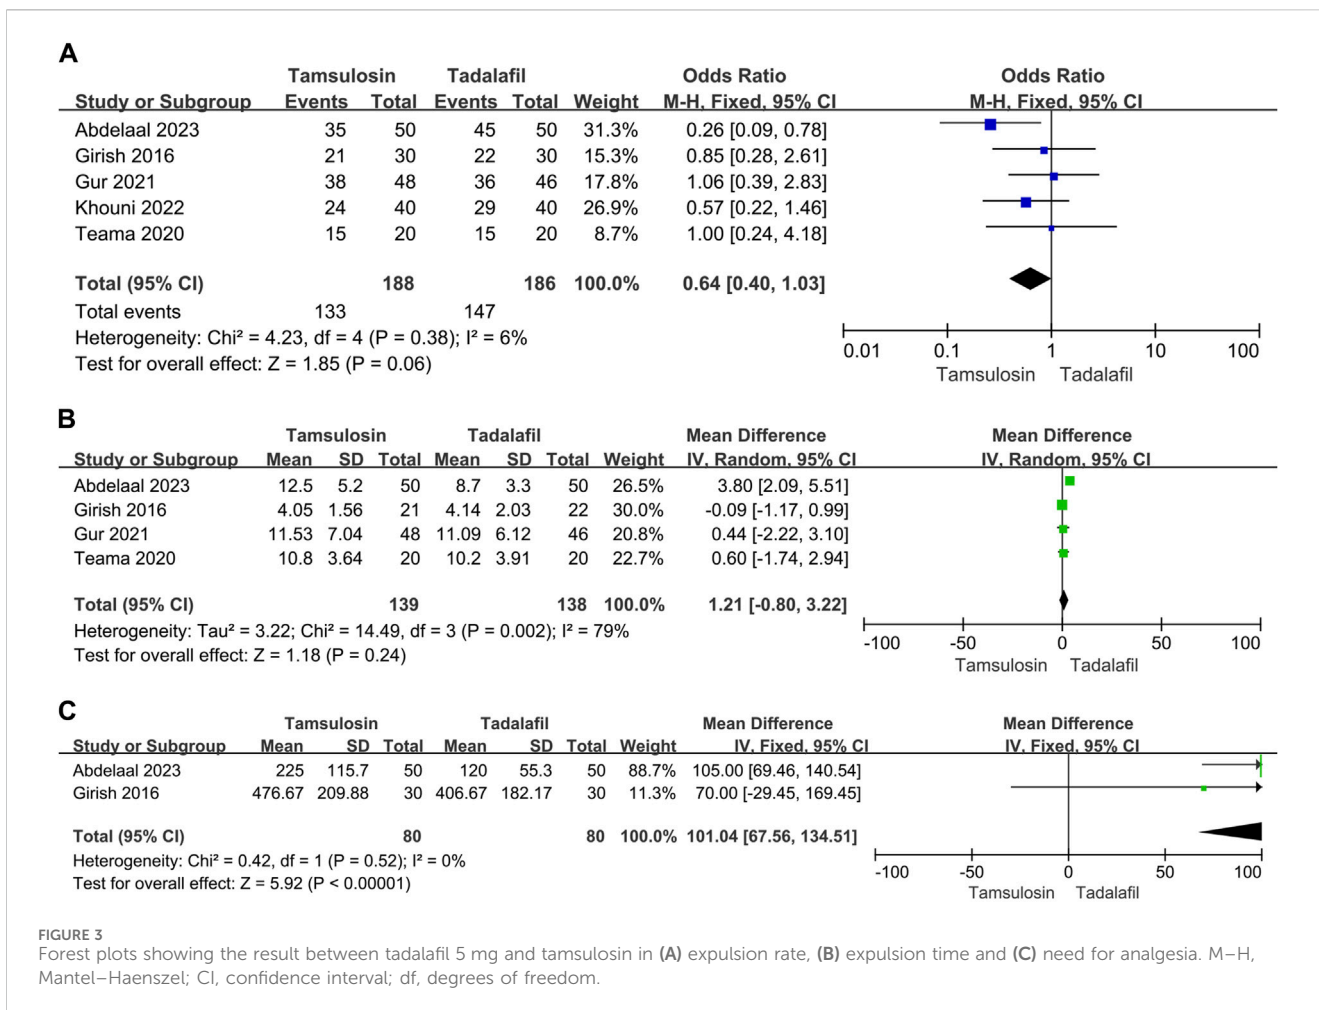 A
Tamsulosin Tadalafil Odds Ratio Odds Ratio
Study or Subgroup Events Total Events Total Weight M-H, Fixed, 95% CI M-H, Fixed, 95% CI
Abdelaal 2023 35 50 45 50 31.3% 0.26 [0.09, 0.78]
Girish 2016 21 30 22 30 15.3% 0.85 [0.28, 2.61]
Gur 2021 38 48 36 46 17.8% 1.06 [0.39, 2.83]
Khouni 2022 24 40 29 40 26.9% 0.57 [0.22, 1.46]
Teama 2020 15 20 15 20 8.7% 1.00 [0.24, 4.18]
Total (95% CI) 188 186 100.0% 0.64 [0.40, 1.03]
Total events 133 147
Heterogeneity: Chi² = 4.23, df = 4 (P = 0.38); I² = 6%
Test for overall effect: Z = 1.85 (P = 0.06)
0.01 0.1 1 10 100
Tamsulosin Tadalafil
B
Tamsulosin Tadalafil Mean Difference Mean Difference
Study or Subgroup Mean SD Total Mean SD Total Weight IV, Random, 95% CI IV, Random, 95% CI
Abdelaal 2023 12.5 5.2 50 8.7 3.3 50 26.5% 3.80 [2.09, 5.51]
Girish 2016 4.05 1.56 21 4.14 2.03 22 30.0% -0.09 [-1.17, 0.99]
Gur 2021 11.53 7.04 48 11.09 6.12 46 20.8% 0.44 [-2.22, 3.10]
Teama 2020 10.8 3.64 20 10.2 3.91 20 22.7% 0.60 [-1.74, 2.94]
Total (95% CI) 139 138 100.0% 1.21 [-0.80, 3.22]
Heterogeneity: Tau² = 3.22; Chi² = 14.49, df = 3 (P = 0.002); I² = 79%
Test for overall effect: Z = 1.18 (P = 0.24)
-100 -50 0 50 100
Tamsulosin Tadalafil
C
Tamsulosin Tadalafil Mean Difference Mean Difference
Study or Subgroup Mean SD Total Mean SD Total Weight IV, Fixed, 95% CI IV, Fixed, 95% CI
Abdelaal 2023 225 115.7 50 120 55.3 50 88.7% 105.00 [69.46, 140.54]
Girish 2016 476.67 209.88 30 406.67 182.17 30 11.3% 70.00 [-29.45, 169.45]
Total (95% CI) 80 80 100.0% 101.04 [67.56, 134.51]
Heterogeneity: Chi² = 0.42, df = 1 (P = 0.52); I² = 0%
Test for overall effect: Z = 5.92 (P < 0.00001)
-100 -50 0 50 100
Tamsulosin Tadalafil
FIGURE 3
Forest plots showing the result between tadalafil 5 mg and tamsulosin in (A) expulsion rate, (B) expulsion time and (C) need for analgesia. M–H,
Mantel–Haenszel; CI, confidence interval; df, degrees of freedom.